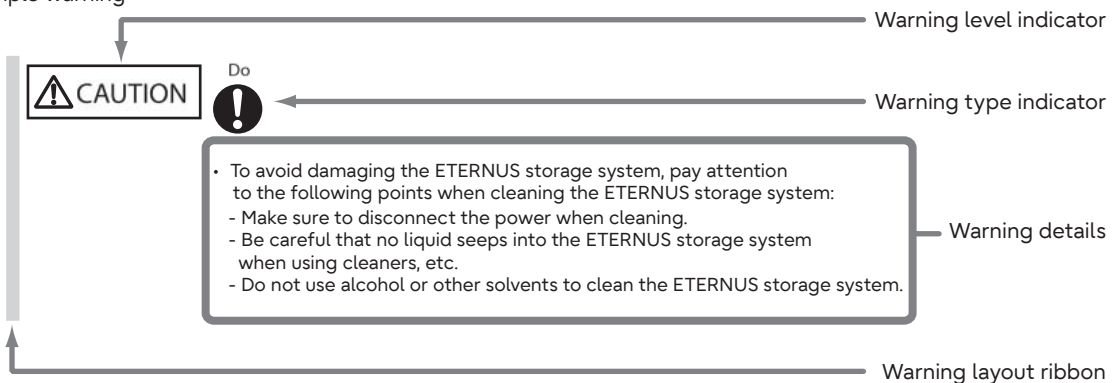 warning
Warning level indicator
Do
CAUTION
Warning type indicator
• To avoid damaging the ETERNUS storage system, pay attention
to the following points when cleaning the ETERNUS storage system:
- Make sure to disconnect the power when cleaning.
- Be careful that no liquid seeps into the ETERNUS storage system
when using cleaners, etc.
- Do not use alcohol or other solvents to clean the ETERNUS storage system.
Warning details
Warning layout ribbon